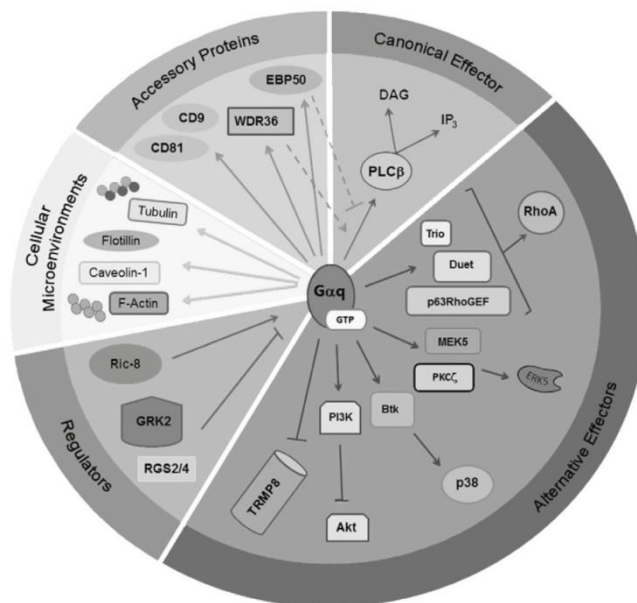 Accessory Proteins
Canonical Effector
Cellular
Microenvironments
Regulators
Alternative Effectors
EBP50
CD9
WDR36
CD81
DAG
IP3
PLCβ
Tubulin
Flotillin
Caveolin-1
F-Actin
Gαq
GTP
RhoA
Trio
Duet
p63RhoGEF
MEK5
PKCζ
ERK5
Ric-8
GRK2
RGS2/4
PI3K
Btk
p38
TRMP8
Akt